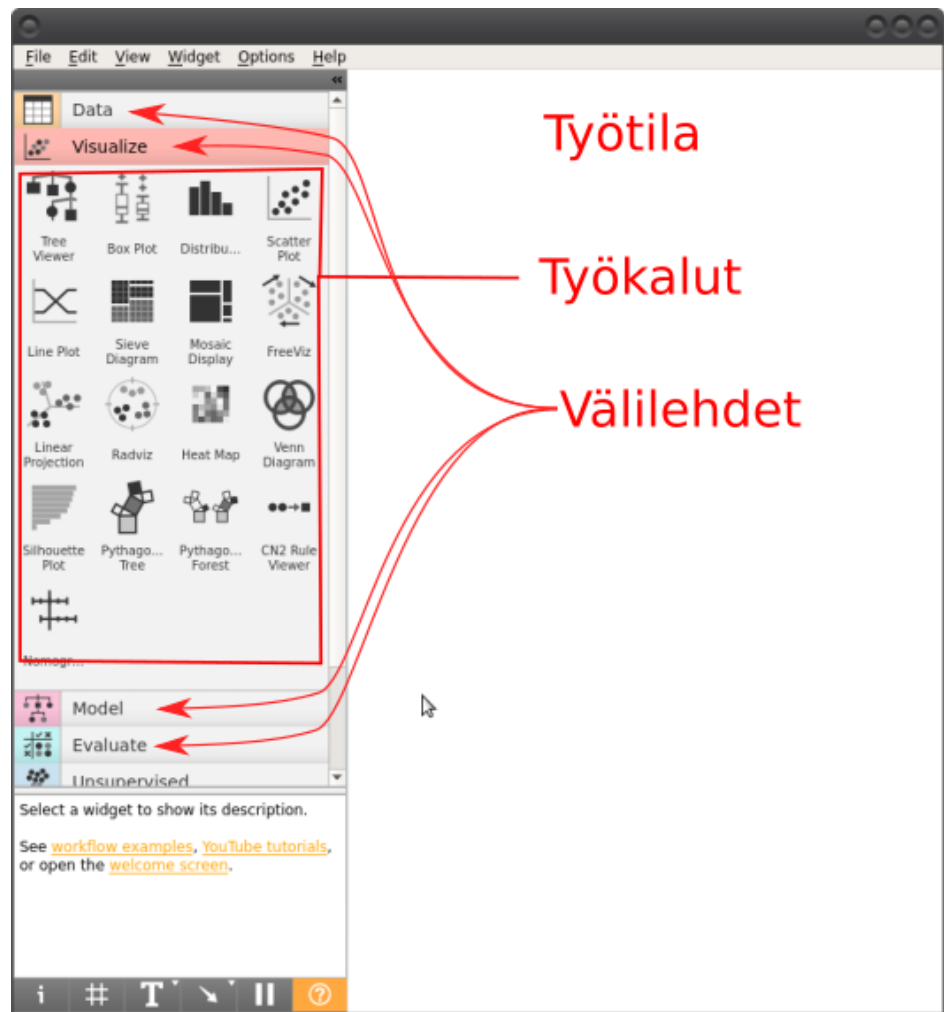 File Edit View Widget Options Help
«
Data
Visualize
Työtila
Tree
Viewer
Box Plot
Distribu...
Scatter
Plot
Työkalut
Line Plot
Sieve
Diagram
Mosaic
Display
FreeViz
Välilehdet
Linear
Projection
Radviz
Heat Map
Venn
Diagram
Silhouette
Plot
Pythago...
Tree
Pythago...
Forest
CN2 Rule
Viewer
Nomogr...
Model
Evaluate
Unsupervised
Select a widget to show its description.
See workflow examples, YouTube tutorials,
or open the welcome screen.
i # T ?